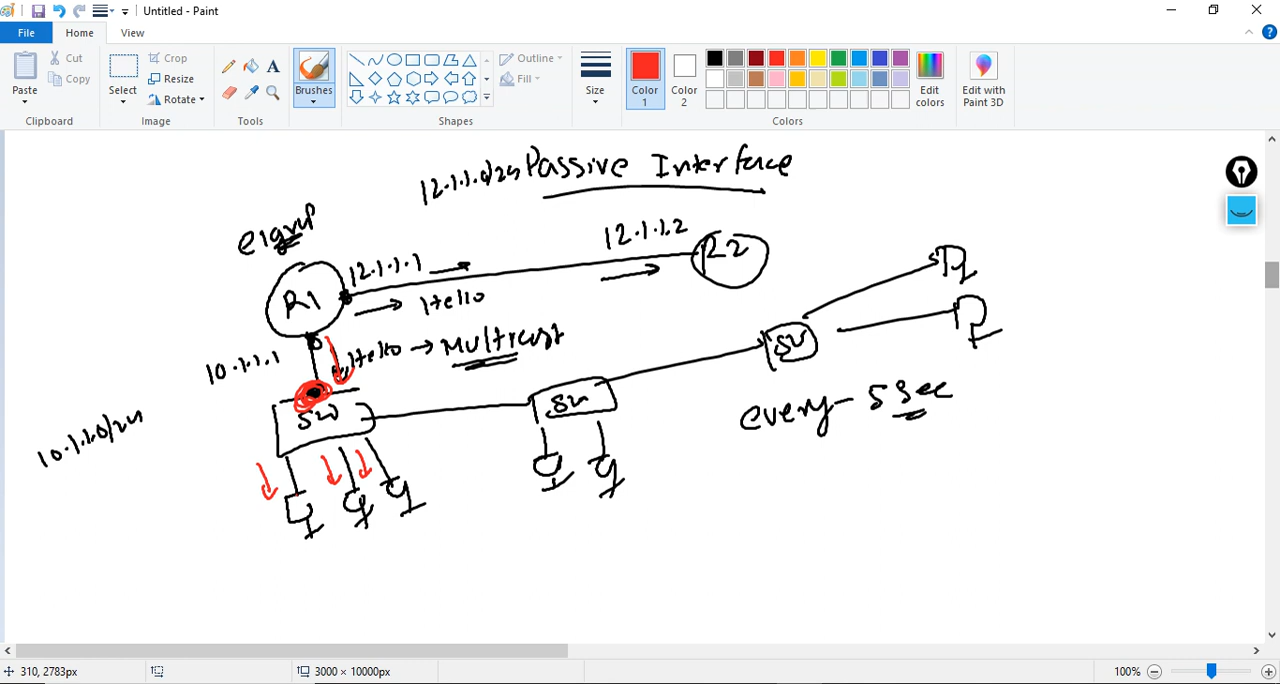 Untitled - Paint
File Home View
Paste
Cut
Copy
Clipboard
Select
Crop
Resize
Rotate
Image
A
Tools
Brushes
Outline
Fill
Shapes
Size
Color 1
Color 2
Edit colors
Edit with Paint 3D
Colors
12.1.1.0/24 Passive Interface
eigrp
12.1.1.1
12.1.1.2
R1
R2
Hello
10.1.1.1
Hello → Multicast
SW
SW
SW
every - 5 Sec
10.1.1.0/24
310, 2783px
3000 × 10000px
100%